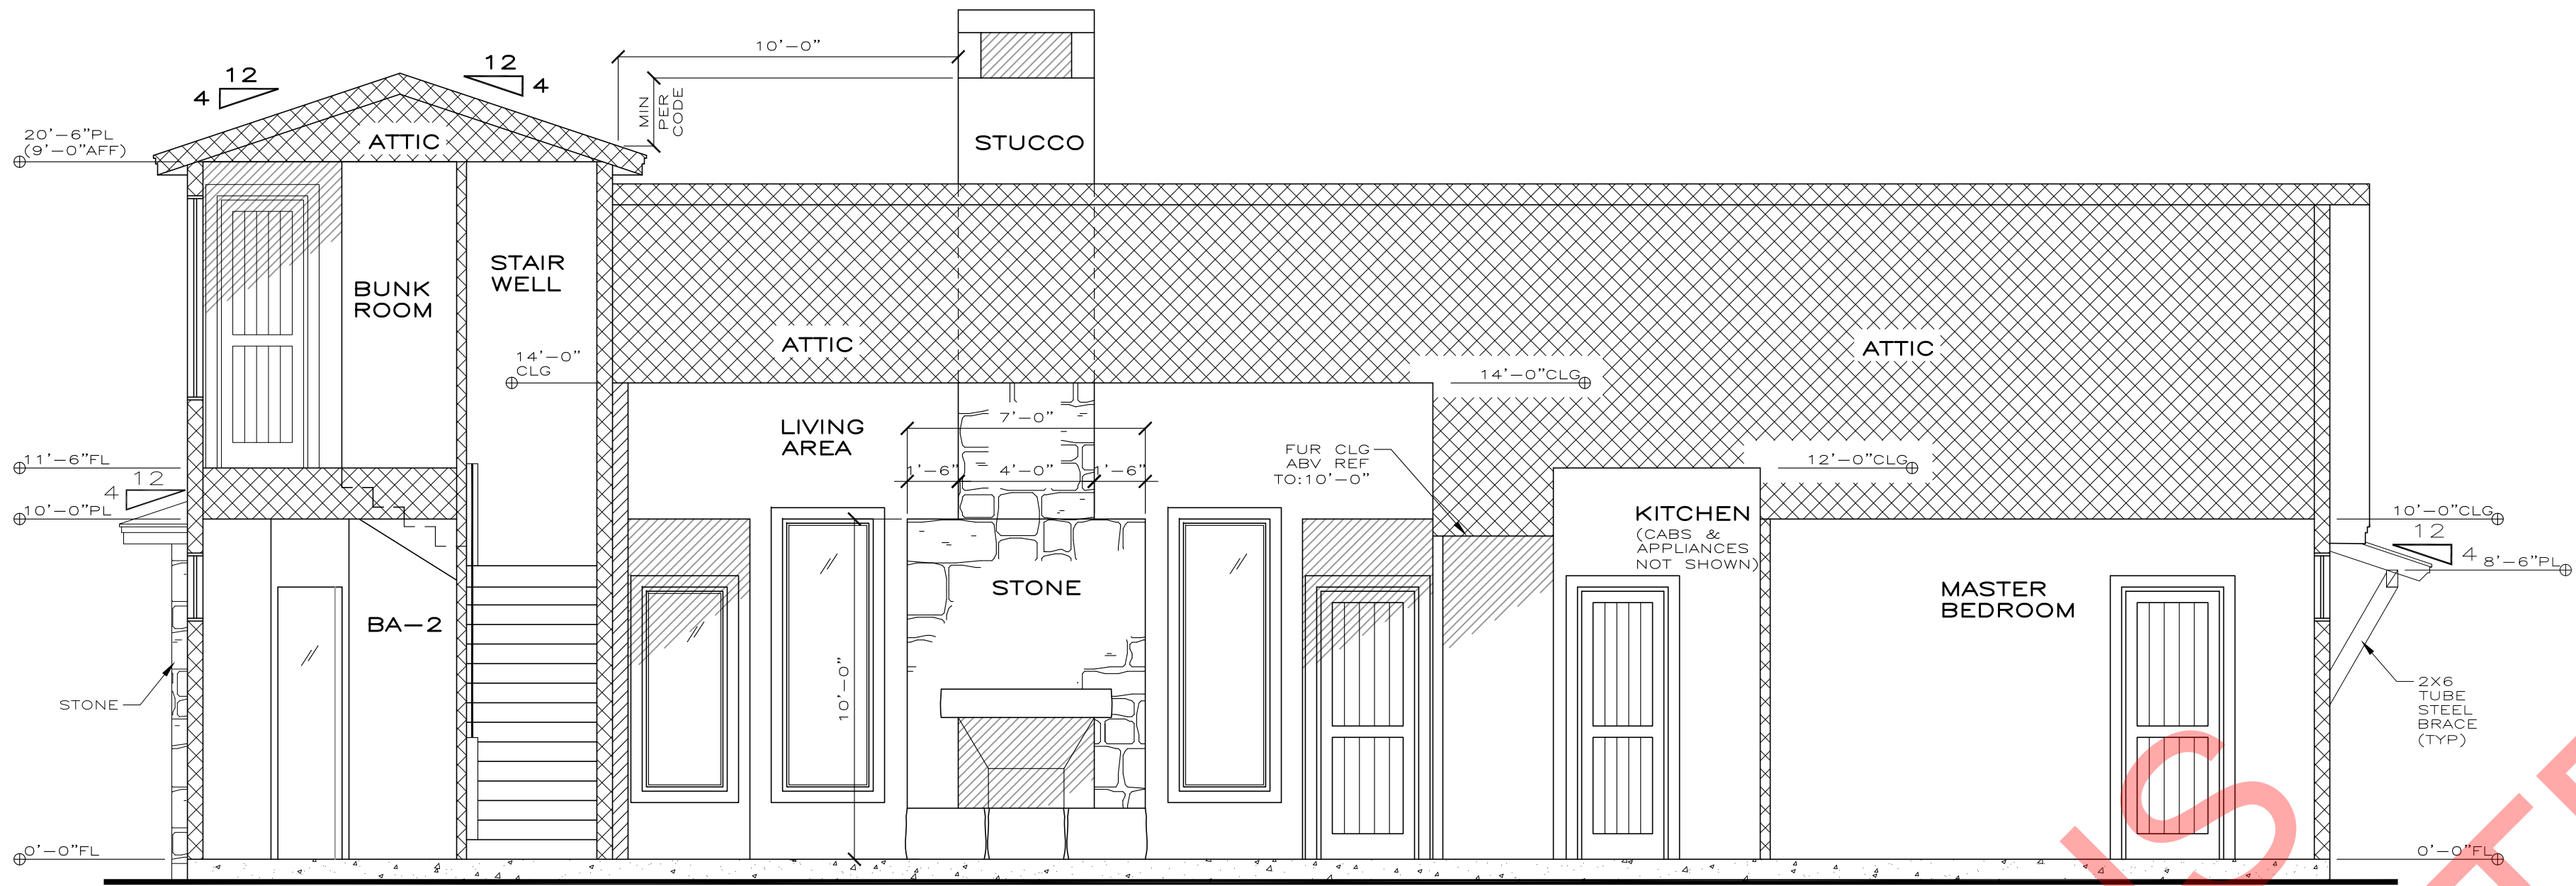 12
4
12
4
10'-0"
MIN
PER
CODE
20'-6"PL
(9'-0"AFF)
ATTIC
STUCCO
BUNK
ROOM
STAIR
WELL
14'-0"
CLG
ATTIC
14'-0"CLG
ATTIC
7'-0"
LIVING
AREA
1'-6"
4'-0"
1'-6"
FUR CLG
ABV REF
TO:10'-0"
12'-0"CLG
11'-6"FL
12
4
10'-0"PL
KITCHEN
(CABS &
APPLIANCES
NOT SHOWN)
10'-0"CLG
12
4
8'-6"PL
STONE
MASTER
BEDROOM
BA-2
10'-0"
STONE
2X6
TUBE
STEEL
BRACE
(TYP)
0'-0"FL
0'-0"FL